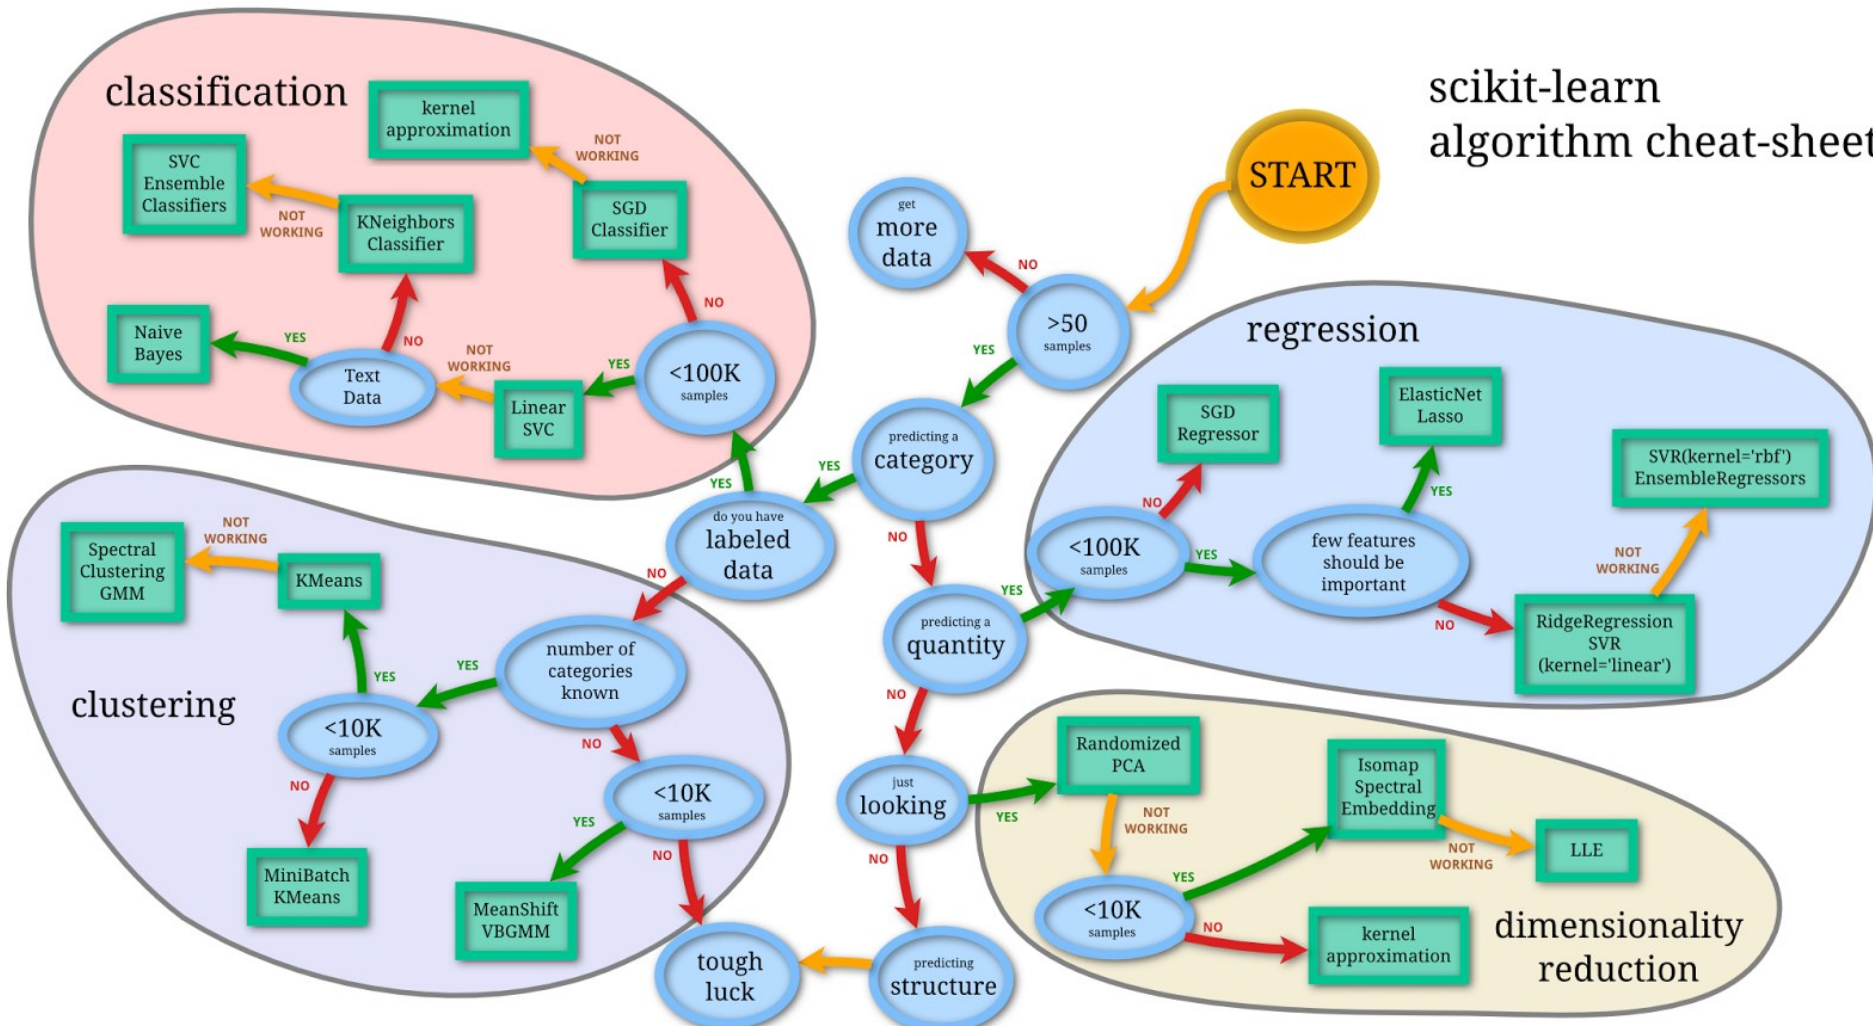 scikit-learn
algorithm cheat-sheet
START
classification
kernel
approximation
NOT
WORKING
SVC
Ensemble
Classifiers
NOT
WORKING
KNeighbors
Classifier
SGD
Classifier
NO
Naive
Bayes
YES
NO
Text
Data
NOT
WORKING
Linear
SVC
YES
<100K
samples
YES
get
more
data
NO
>50
samples
YES
predicting a
category
YES
do you have
labeled
data
NO
NO
predicting a
quantity
YES
NO
just
looking
YES
NO
predicting
structure
tough
luck
regression
SGD
Regressor
NO
<100K
samples
YES
few features
should be
important
YES
ElasticNet
Lasso
NO
RidgeRegression
SVR
(kernel='linear')
NOT
WORKING
SVR(kernel='rbf')
EnsembleRegressors
clustering
Spectral
Clustering
GMM
NOT
WORKING
KMeans
YES
<10K
samples
YES
number of
categories
known
NO
NO
MiniBatch
KMeans
<10K
samples
YES
NO
MeanShift
VBGMM
Randomized
PCA
NOT
WORKING
<10K
samples
YES
Isomap
Spectral
Embedding
NOT
WORKING
LLE
NO
kernel
approximation
dimensionality
reduction